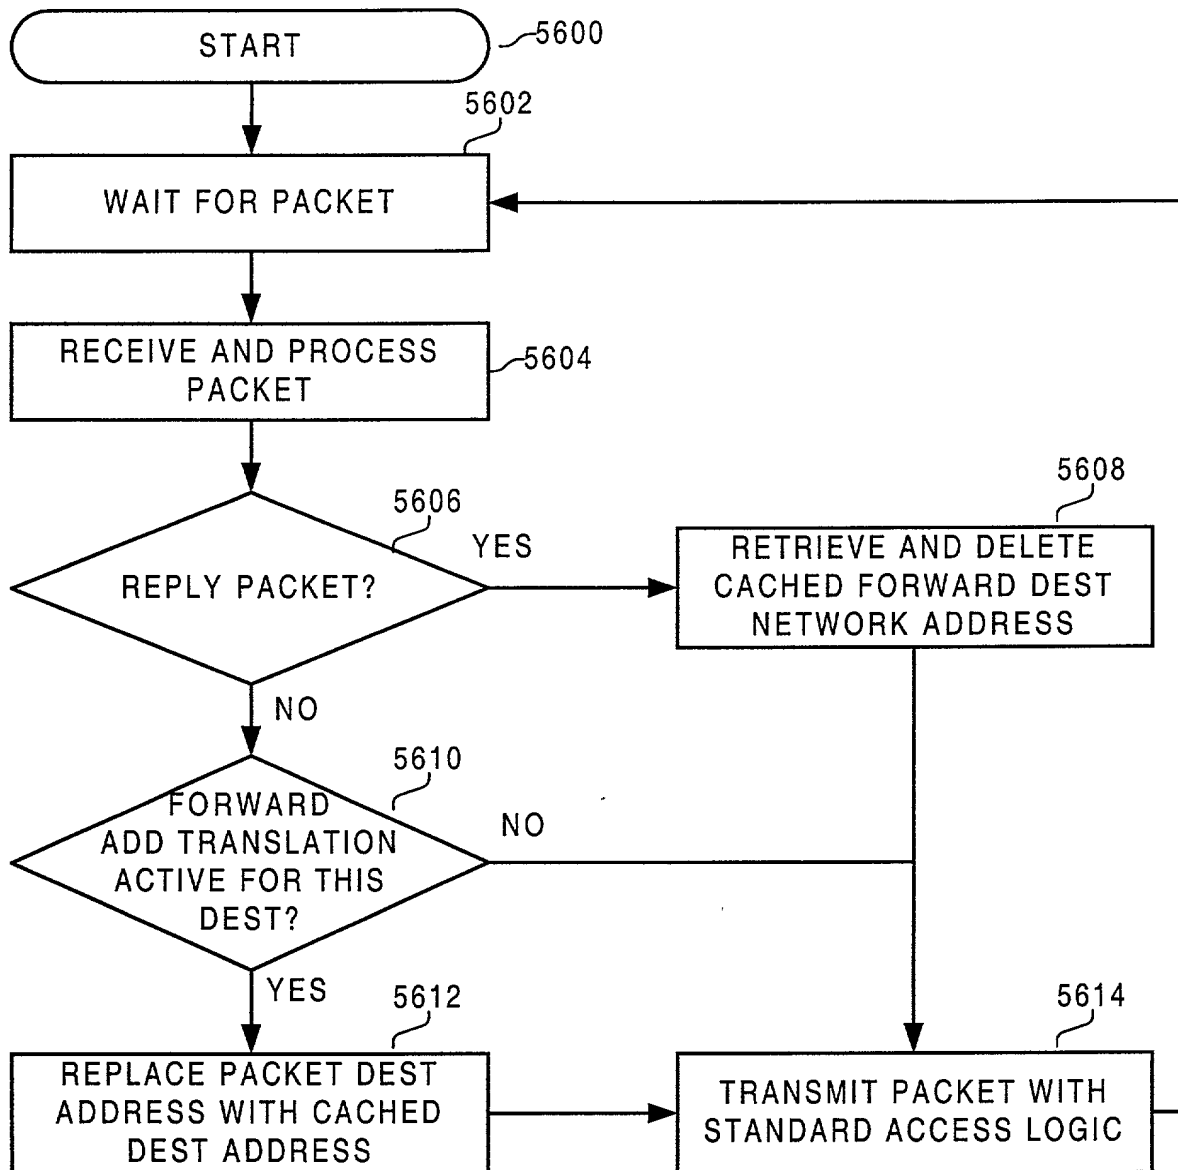 START
5600
5602
WAIT FOR PACKET
RECEIVE AND PROCESS
PACKET
5604
5606
REPLY PACKET?
YES
5608
RETRIEVE AND DELETE
CACHED FORWARD DEST
NETWORK ADDRESS
NO
5610
FORWARD
ADD TRANSLATION
ACTIVE FOR THIS
DEST?
NO
YES
5612
REPLACE PACKET DEST
ADDRESS WITH CACHED
DEST ADDRESS
5614
TRANSMIT PACKET WITH
STANDARD ACCESS LOGIC